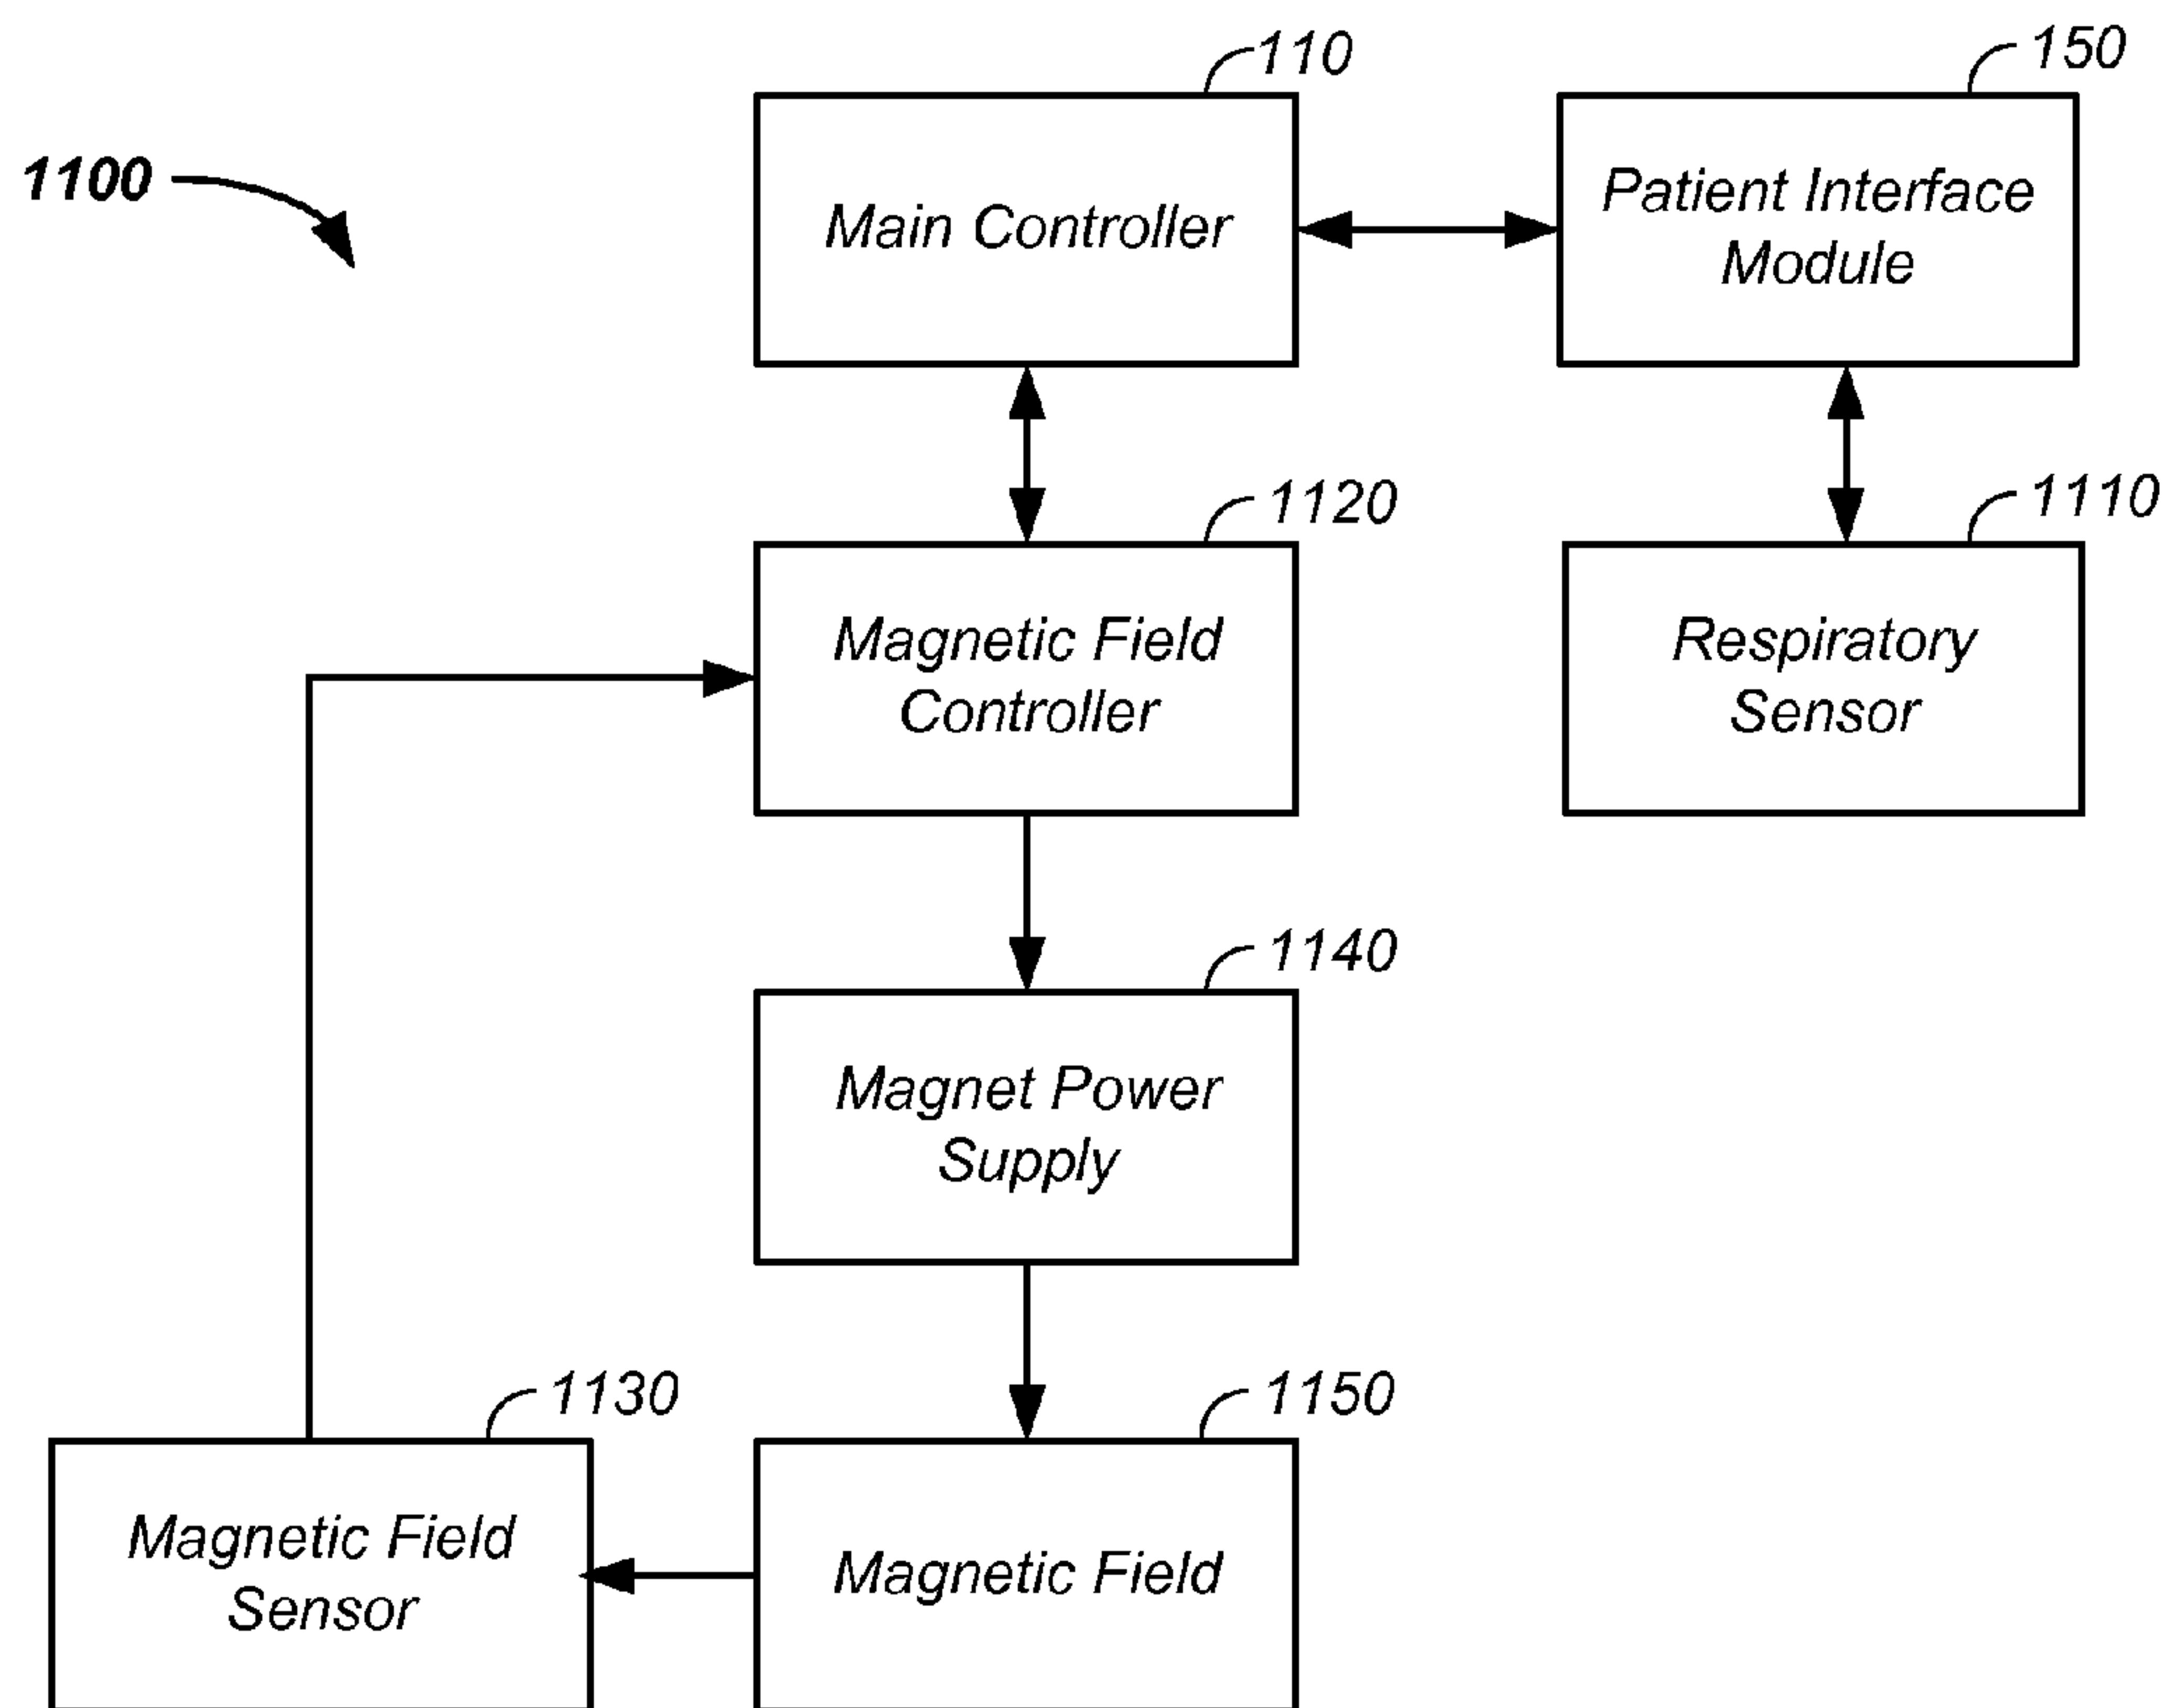 110
150
1100
Main Controller
Patient Interface
Module
1120
1110
Magnetic Field
Controller
Respiratory
Sensor
1140
Magnet Power
Supply
1130
1150
Magnetic Field
Sensor
Magnetic Field